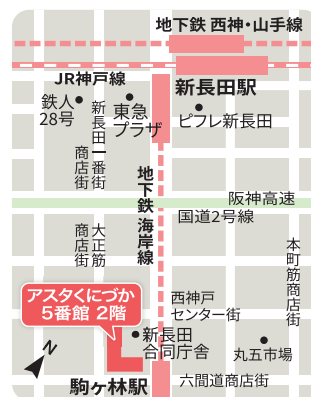 地下鉄 西神・山手線
JR神戸線
新長田駅
鉄人
28号
新長田一番街
商店街
東急
プラザ
ピフレ新長田
地下鉄 海岸線
阪神高速
国道2号線
大正筋
商店街
本町筋商店街
アスタくにづか
5番館 2階
西神戸
センター街
新長田
合同庁舎
丸五市場
N
駒ヶ林駅
六間道商店街